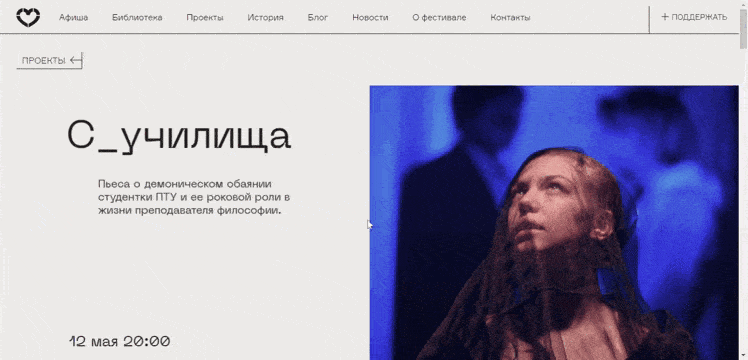 Афиша Библиотека Проекты История Блог Новости О фестивале Контакты + ПОДДЕРЖАТЬ
ПРОЕКТЫ ←
С_училища
Пьеса о демоническом обаянии
студентки ПТУ и ее роковой роли в
жизни преподавателя философии.
12 мая 20:00